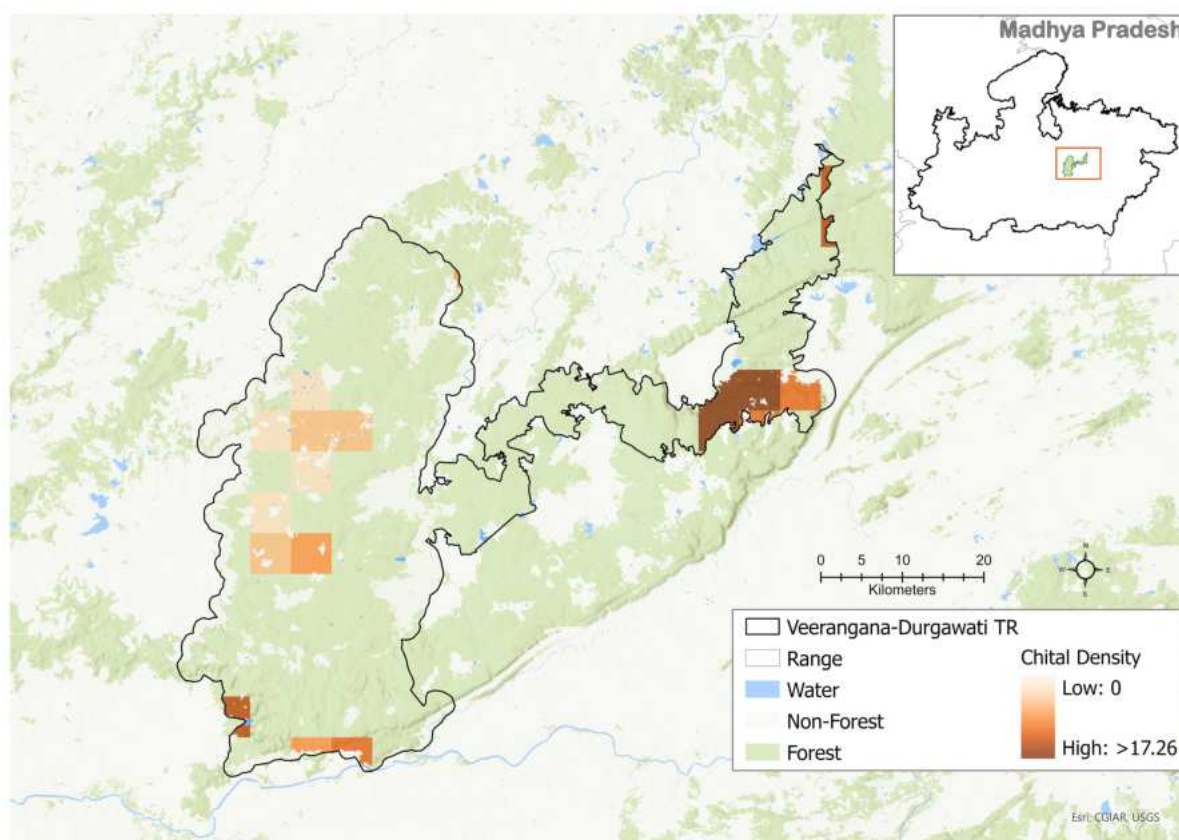 Madhya Pradesh
N
W
E
S
0 5 10 20
Kilometers
Veerangana-Durgawati TR
Range
Water
Non-Forest
Forest
Chital Density
Low: 0
High: >17.26
Esri, CGIAR, USGS